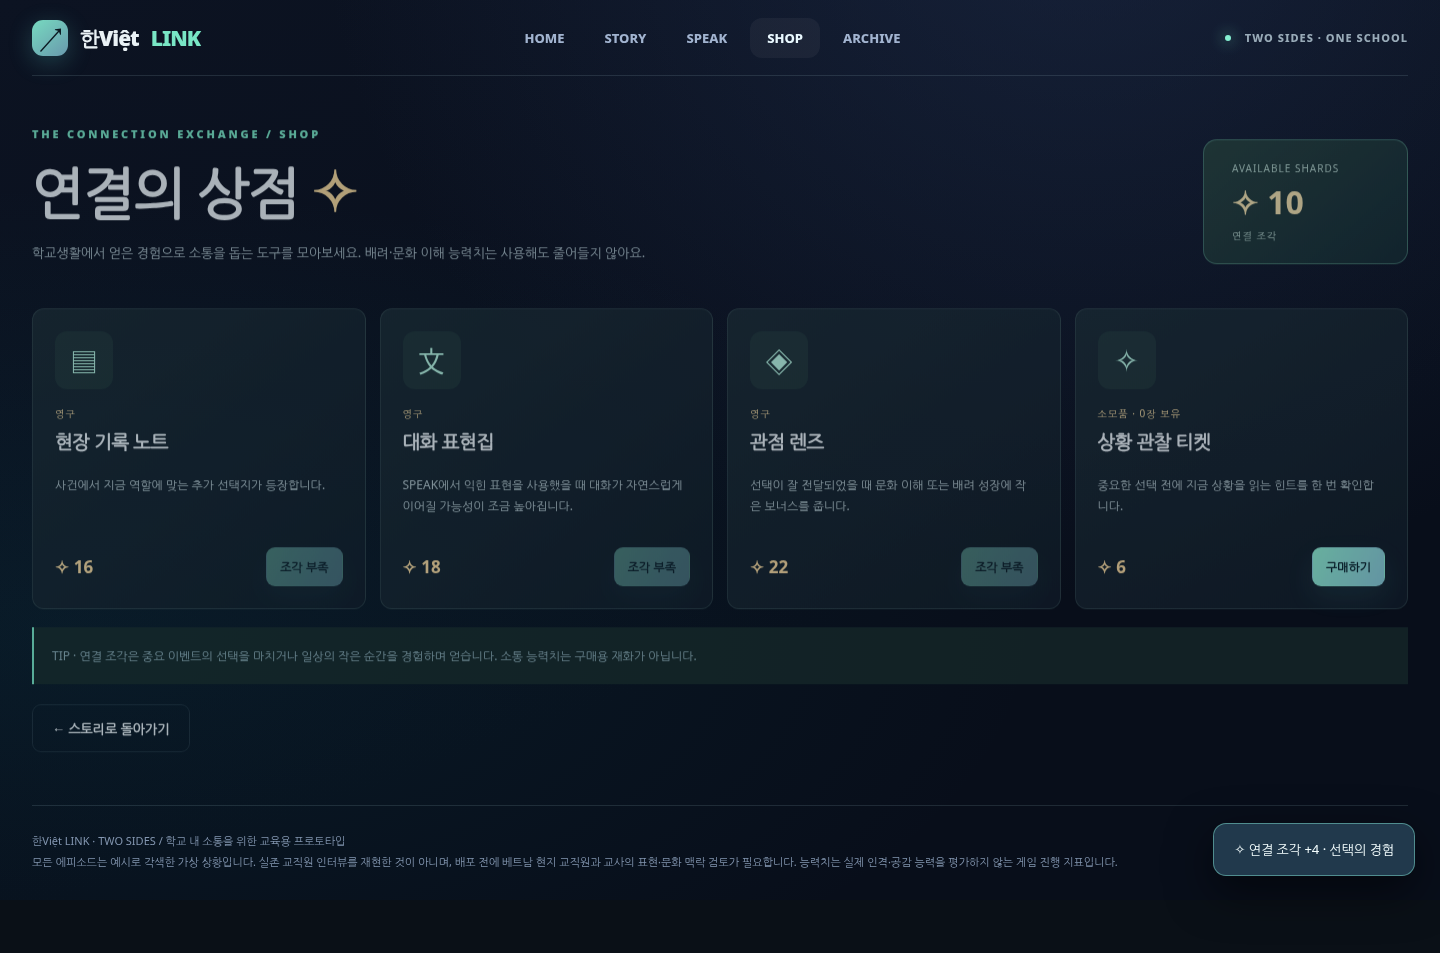 한Việt LINK
HOME STORY SPEAK SHOP ARCHIVE
TWO SIDES · ONE SCHOOL
THE CONNECTION EXCHANGE / SHOP
연결의 상점 ✧
학교생활에서 얻은 경험으로 소통을 돕는 도구를 모아보세요. 배려·문화 이해 능력치는 사용해도 줄어들지 않아요.
AVAILABLE SHARDS
✧ 10
연결 조각
▤
영구
현장 기록 노트
사건에서 지금 역할에 맞는 추가 선택지가 등장합니다.
✧ 16
조각 부족
文
영구
대화 표현집
SPEAK에서 익힌 표현을 사용했을 때 대화가 자연스럽게
이어질 가능성이 조금 높아집니다.
✧ 18
조각 부족
◈
영구
관점 렌즈
선택이 잘 전달되었을 때 문화 이해 또는 배려 성장에 작
은 보너스를 줍니다.
✧ 22
조각 부족
✧
소모품 · 0장 보유
상황 관찰 티켓
중요한 선택 전에 지금 상황을 읽는 힌트를 한 번 확인합
니다.
✧ 6
구매하기
TIP · 연결 조각은 중요 이벤트의 선택을 마치거나 일상의 작은 순간을 경험하며 얻습니다. 소통 능력치는 구매용 재화가 아닙니다.
← 스토리로 돌아가기
한Việt LINK · TWO SIDES / 학교 내 소통을 위한 교육용 프로토타입
모든 에피소드는 예시로 각색한 가상 상황입니다. 실존 교직원 인터뷰를 재현한 것이 아니며, 배포 전에 베트남 현지 교직원과 교사의 표현·문화 맥락 검토가 필요합니다. 능력치는 실제 인격·공감 능력을 평가하지 않는 게임 진행 지표입니다.
✧ 연결 조각 +4 · 선택의 경험